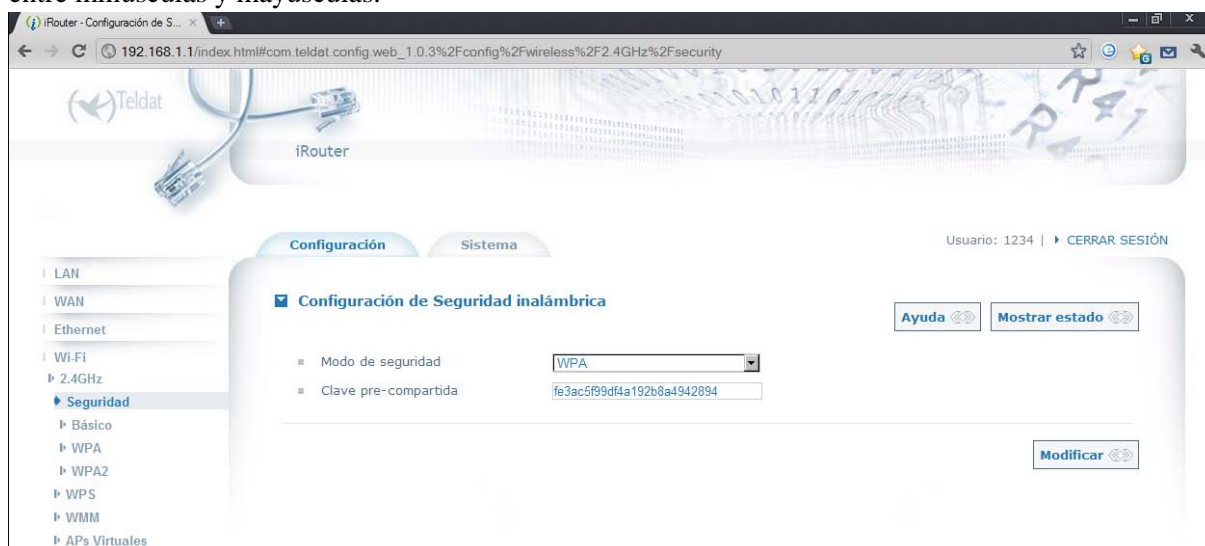 entre minúsculas y mayúsculas.
iRouter - Configuración de S...
192.168.1.1/index.html#com.teldat.config.web_1.0.3%2Fconfig%2Fwireless%2F2.4GHz%2Fsecurity
Teldat
iRouter
Configuración Sistema
Usuario: 1234 | CERRAR SESIÓN
LAN
WAN
Ethernet
Wi-Fi
2.4GHz
Seguridad
Básico
WPA
WPA2
WPS
WMM
APs Virtuales
Configuración de Seguridad inalámbrica
Ayuda
Mostrar estado
Modo de seguridad WPA
Clave pre-compartida fe3ac5f99df4a192b8a4942894
Modificar